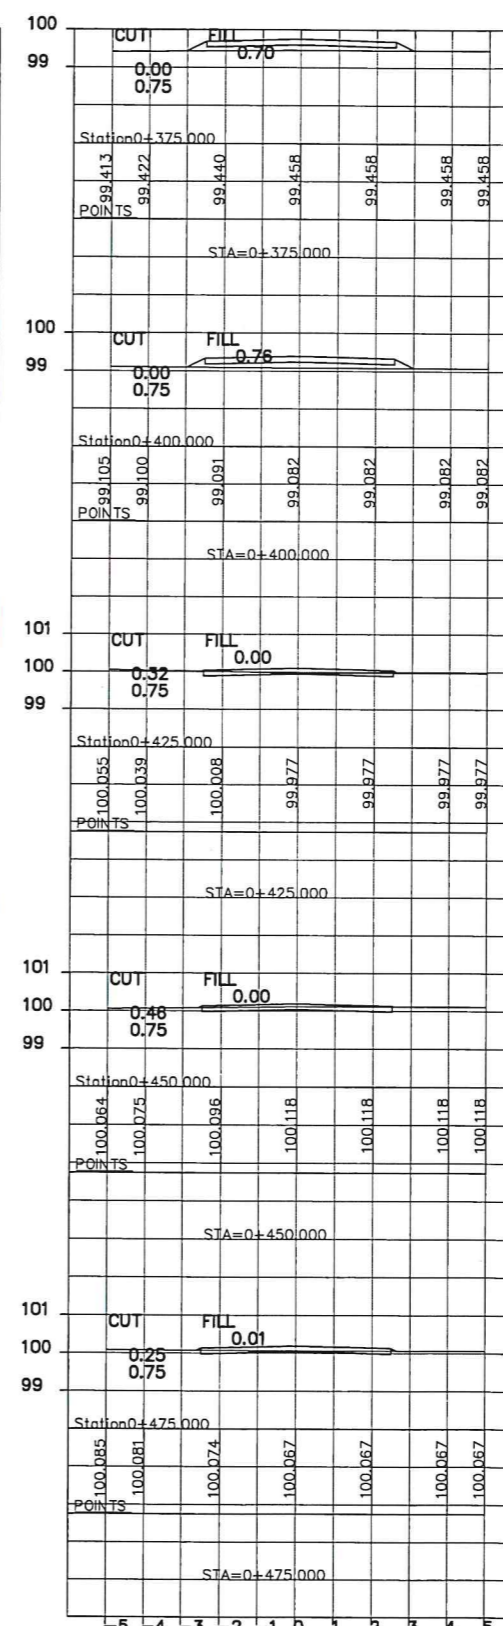 100
CUT FILL
0.70
99
0.00
0.75
Station0+375.000
99.413 99.422 99.440 99.458 99.458 99.458 99.458
POINTS
STA=0+375.000
100
CUT FILL
0.76
99
0.00
0.75
Station0+400.000
99.105 99.100 99.091 99.082 99.082 99.082 99.082
POINTS
STA=0+400.000
101
CUT FILL
0.00
100
0.32
0.75
99
Station0+425.000
100.055 100.039 100.008 99.977 99.977 99.977 99.977
POINTS
STA=0+425.000
101
CUT FILL
0.00
100
0.46
0.75
99
Station0+450.000
100.064 100.075 100.096 100.118 100.118 100.118 100.118
POINTS
STA=0+450.000
101
CUT FILL
0.01
100
0.25
0.75
99
Station0+475.000
100.085 100.081 100.074 100.067 100.067 100.067 100.067
POINTS
STA=0+475.000
-5 -4 -3 -2 -1 0 1 2 3 4 5